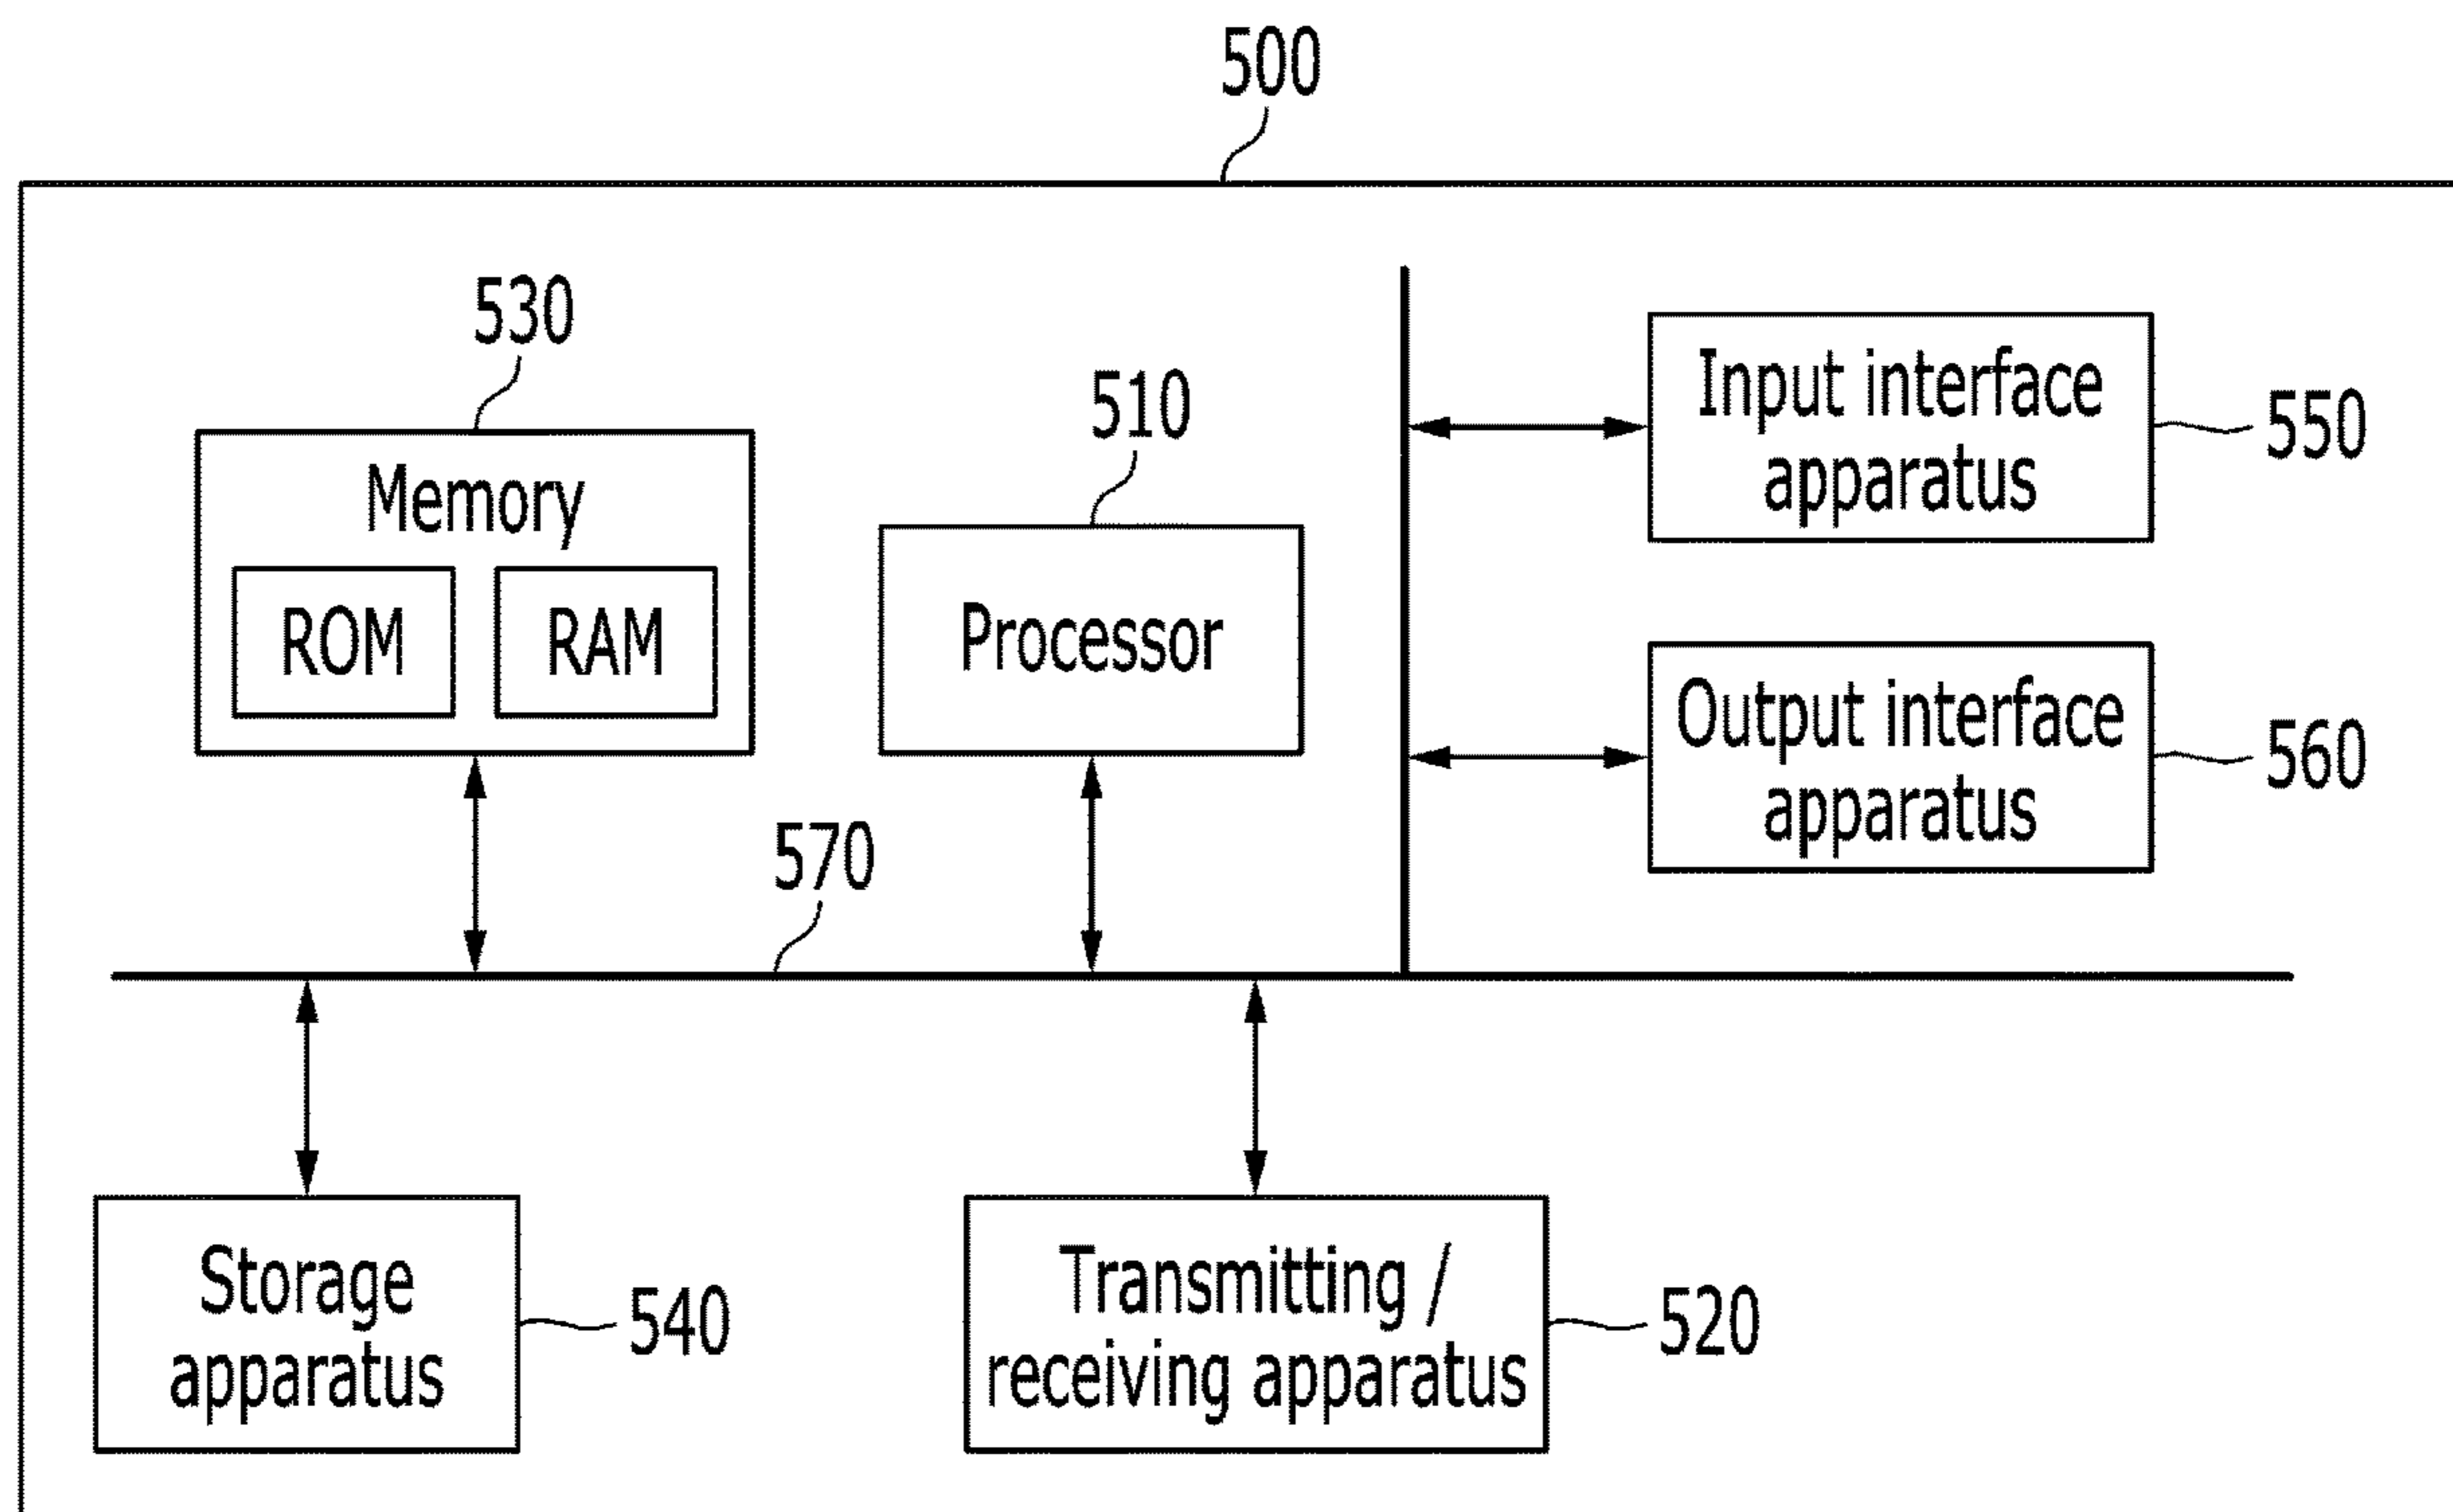 500
530
510
Memory
ROM
RAM
Processor
Input interface
apparatus
550
Output interface
apparatus
560
570
Storage
apparatus
540
Transmitting /
receiving apparatus
520